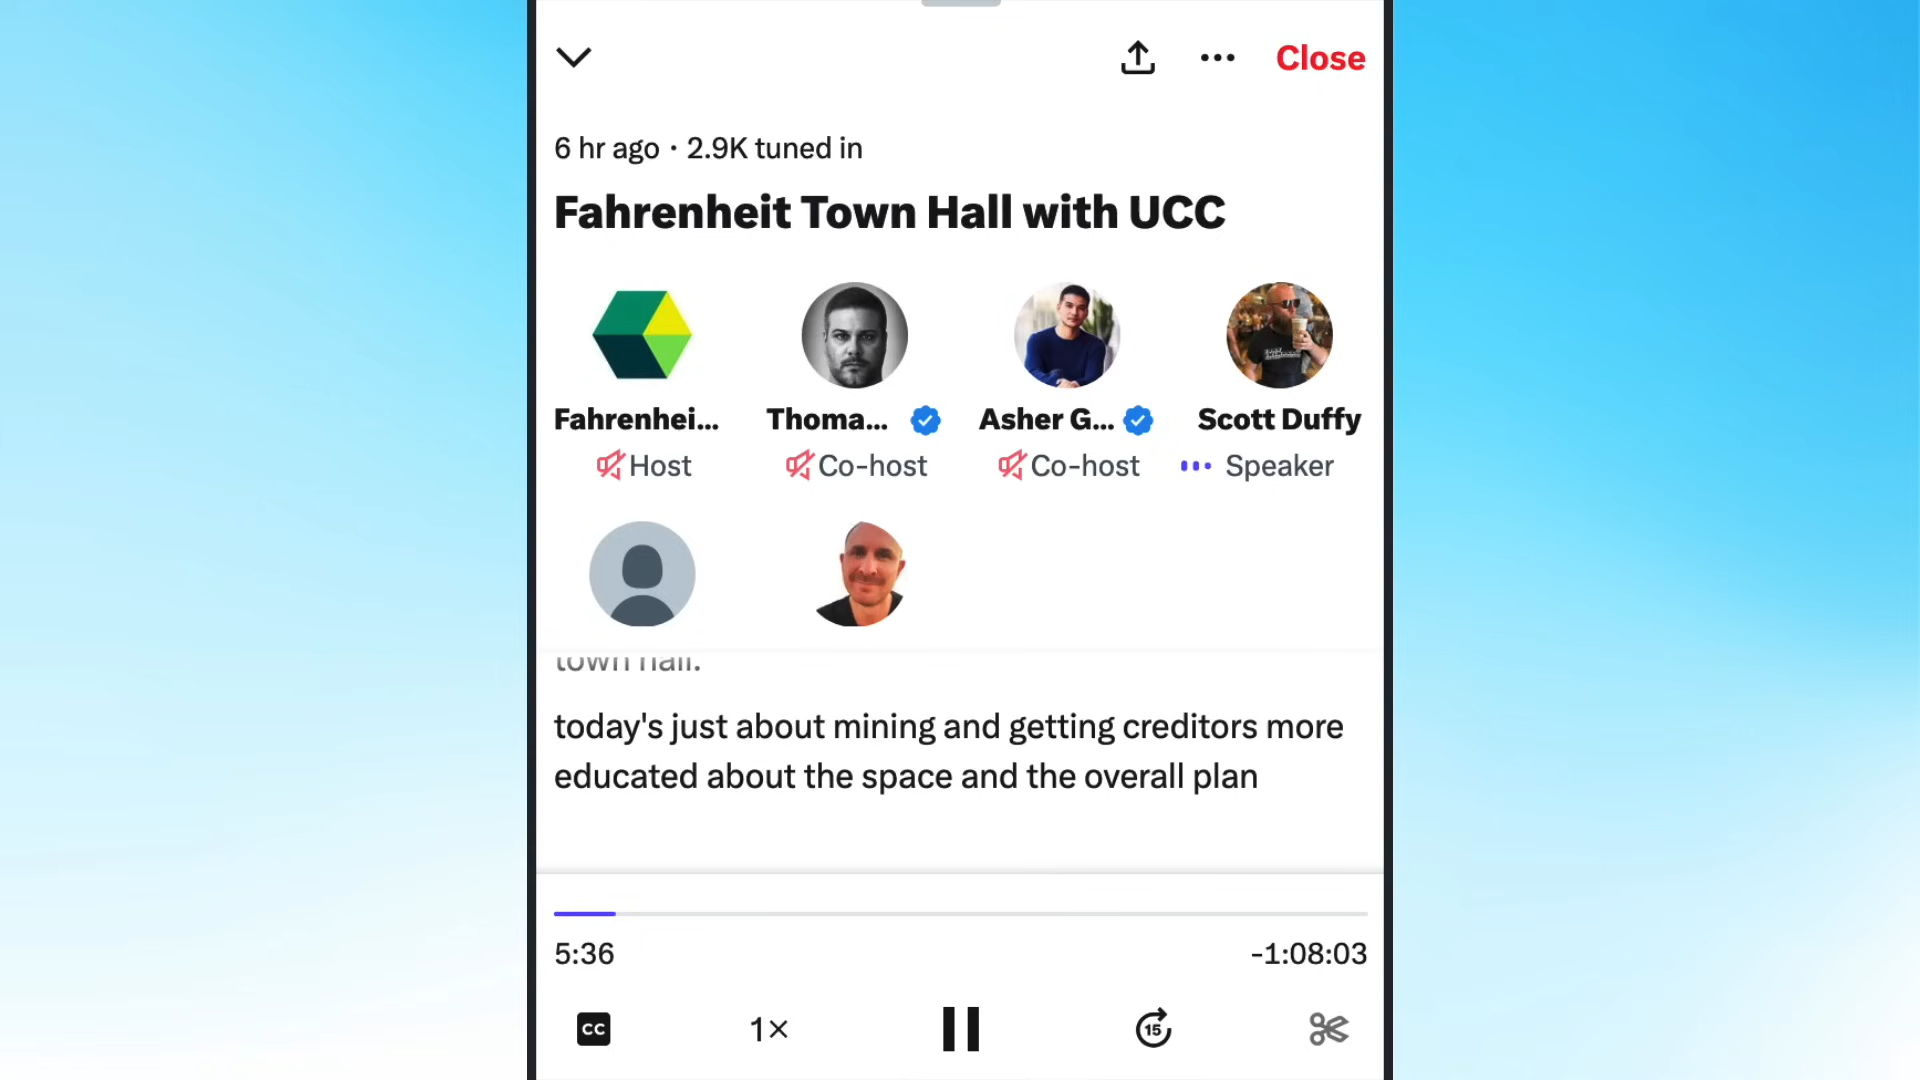 Close
6 hr ago · 2.9K tuned in
Fahrenheit Town Hall with UCC
Fahrenhei... Thoma... Asher G... Scott Duffy
Host Co-host Co-host Speaker
town hall.
today's just about mining and getting creditors more
educated about the space and the overall plan
5:36 -1:08:03
CC 1× 15